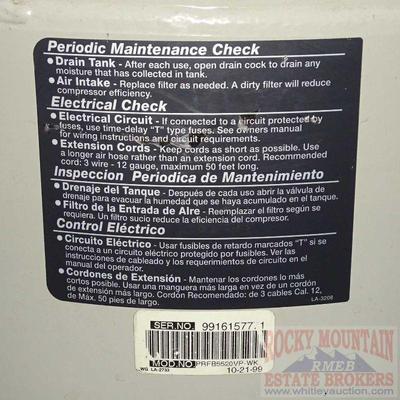 Periodic Maintenance Check
• Drain Tank - After each use, open drain cock to drain any
moisture that has collected in tank.
• Air Intake - Replace filter as needed. A dirty filter will reduce
compressor efficiency.
Electrical Check
• Electrical Circuit - If connected to a circuit protected by
fuses, use time-delay "T" type fuses. See owners manual
for wiring instructions and circuit requirements.
• Extension Cords - Keep cords as short as possible. Use
a longer air hose rather than an extension cord. Recommended
cord: 3 wire - 12 gauge, maximum 50 feet long.
Inspeccion Periodica de Mantenimiento
• Drenaje del Tanque - Después de cada uso abrir la válvula de
drenaje para evacuar la humedad que se haya acumulado en el tanque.
• Filtro de la Entrada de Aire - Reemplazar el filtro según se
requiera. Un filtro sucio reduce la eficiencia del compresor.
Control Eléctrico
• Circuito Eléctrico - Usar fusibles de retardo marcados "T" si se
conecta a un circuito eléctrico protegido por fusibles. Ver las
instrucciones de cableado y los requerimientos de circuito en el
manual del operador.
• Cordones de Extensión - Mantener los cordones lo más
cortos posible. Usar una manguera más larga en vez de un cordón
de extensión más largo. Cordón Recomendado: de 3 cables Cal. 12,
de Máx. 50 pies de largo.
LA-3206
SER.NO 99161577.1
MOD NO PRFB5520VP-WK
WG LA-2733 10-21-99
ROCKY MOUNTAIN
RMEB
ESTATE BROKERS
www.whitleyauction.com